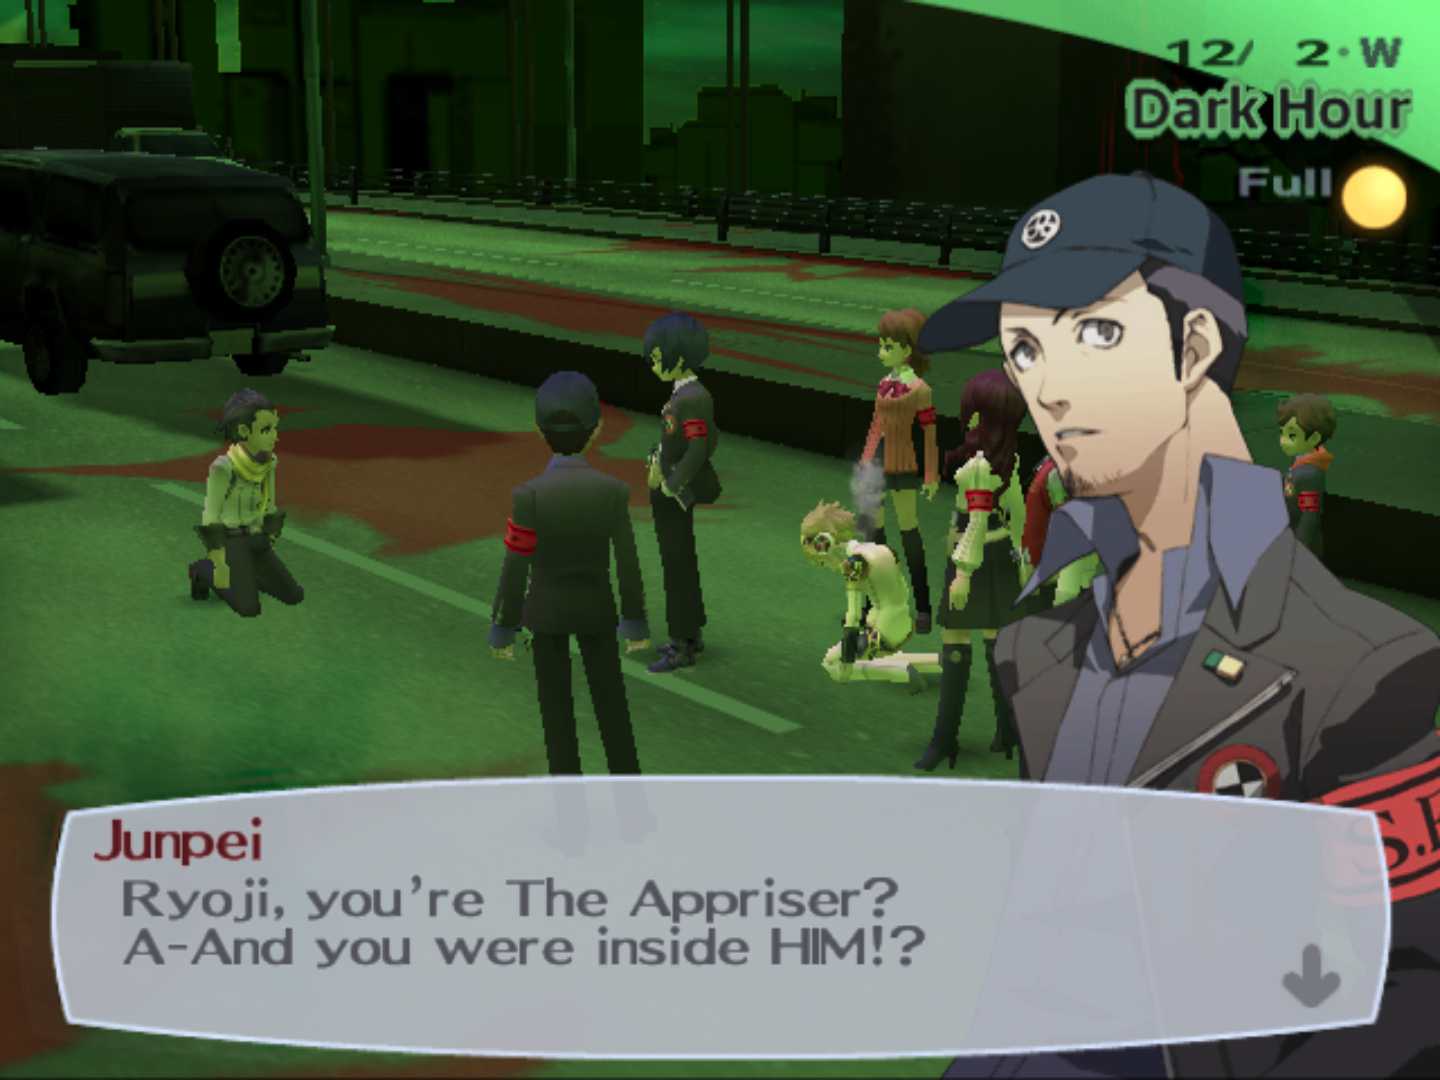 12/ 2·W
Dark Hour
Full
Junpei
Ryoji, you're The Appriser?
A-And you were inside HIM!?
S.